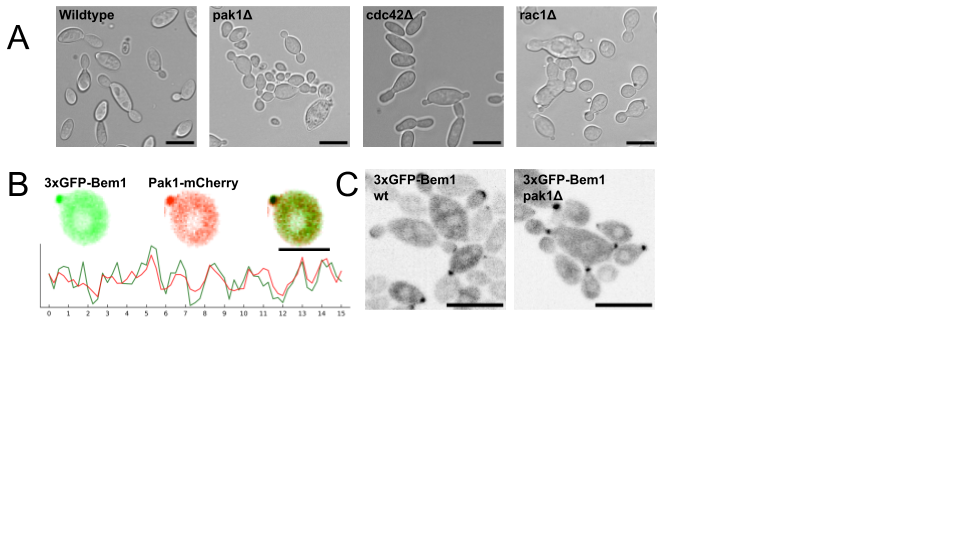 A
Wildtype
pak1Δ
cdc42Δ
rac1Δ
B
3xGFP-Bem1
Pak1-mCherry
0 1 2 3 4 5 6 7 8 9 10 11 12 13 14 15
C
3xGFP-Bem1
wt
3xGFP-Bem1
pak1Δ